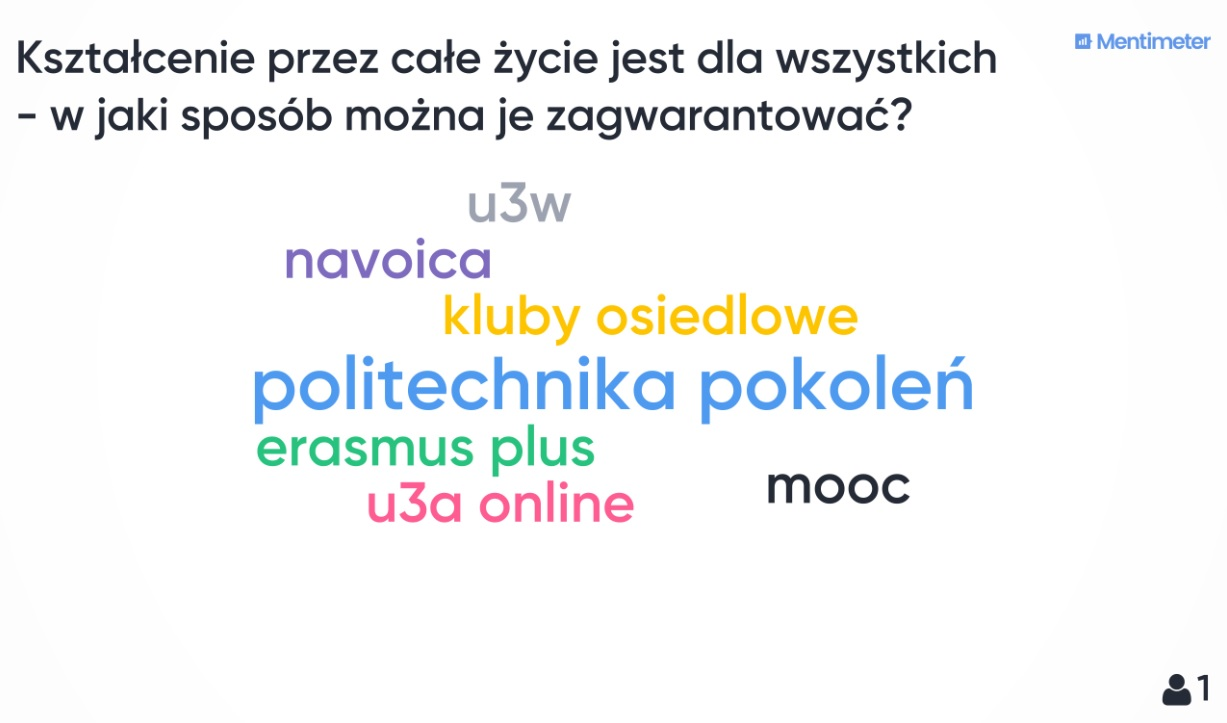 Kształcenie przez całe życie jest dla wszystkich
- w jaki sposób można je zagwarantować?
Mentimeter
u3w
navoica
kluby osiedlowe
politechnika pokoleń
erasmus plus
mooc
u3a online
1